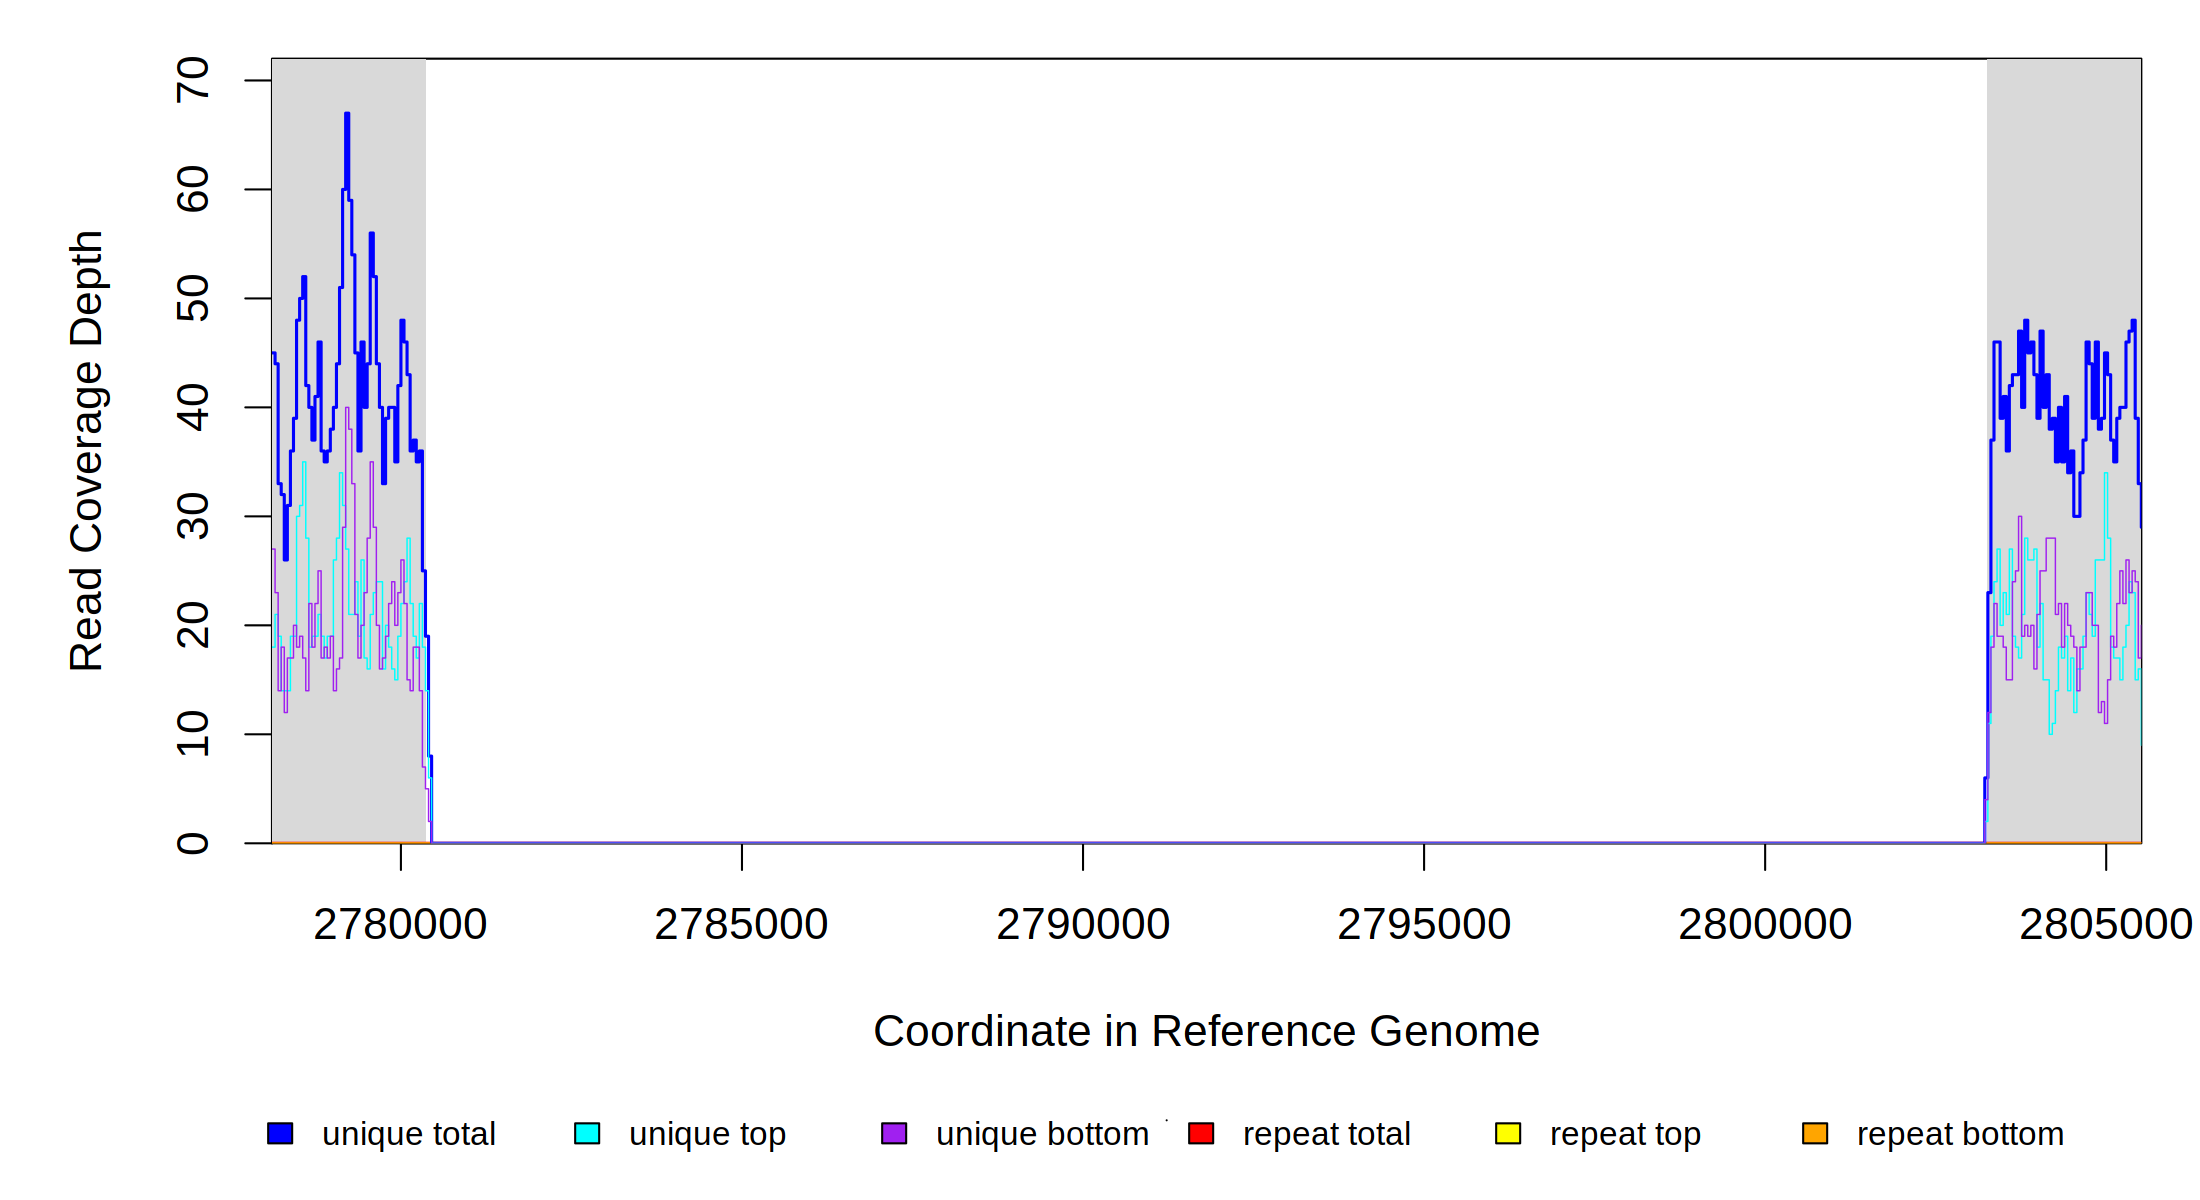 70
60
50
40
30
20
10
0
Read Coverage Depth
2780000 2785000 2790000 2795000 2800000 2805000
Coordinate in Reference Genome
unique total unique top unique bottom repeat total repeat top repeat bottom